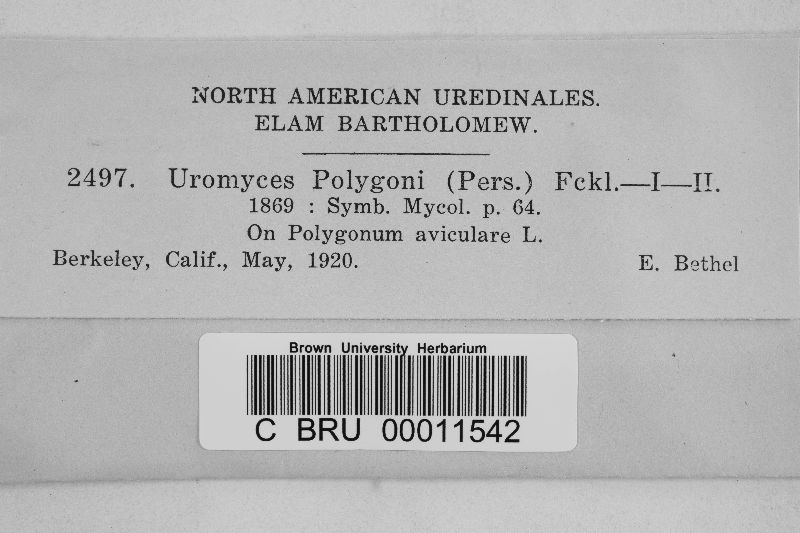 NORTH AMERICAN UREDINALES.
ELAM BARTHOLOMEW.
2497. Uromyces Polygoni (Pers.) Fckl.—I—II.
1869 : Symb. Mycol. p. 64.
On Polygonum aviculare L.
Berkeley, Calif., May, 1920. E. Bethel
Brown University Herbarium
C BRU 00011542